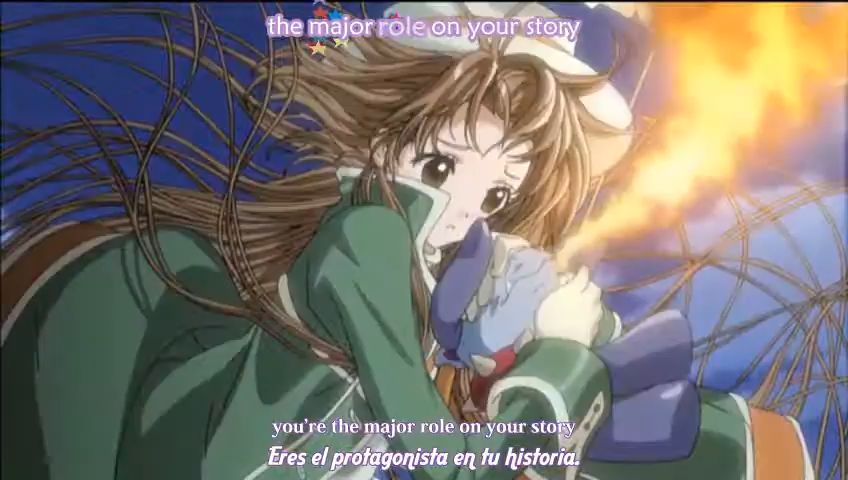 the major role on your story
you're the major role on your story
Eres el protagonista en tu historia.